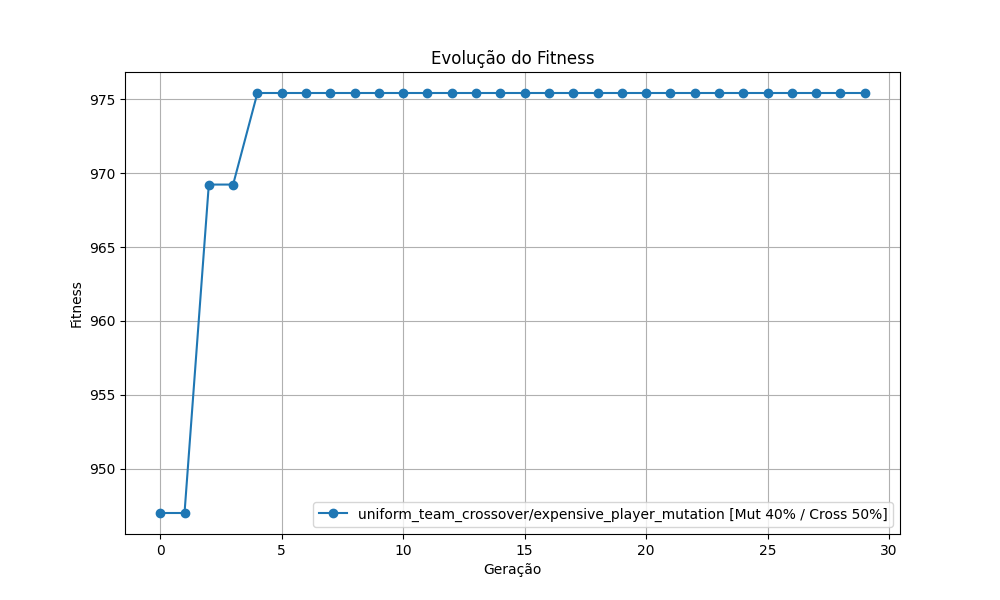 Evolução do Fitness
Fitness
975
970
965
960
955
950
uniform_team_crossover/expensive_player_mutation [Mut 40% / Cross 50%]
0 5 10 15 20 25 30
Geração